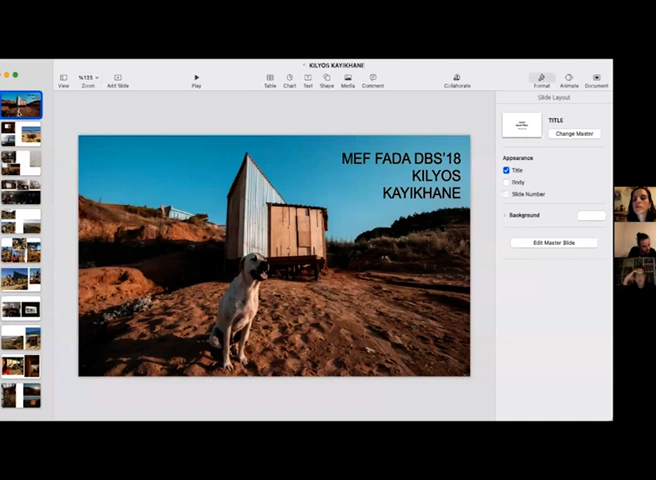 KILYOS KAYIKHANE
%125
View
Zoom
Add Slide
Play
Table
Chart
Text
Shape
Media
Comment
Collaborate
Format
Animate
Document
Slide Layout
TITLE
Change Master
Appearance
Title
Body
Slide Number
Background
Edit Master Slide
MEF FADA DBS'18
KILYOS
KAYIKHANE